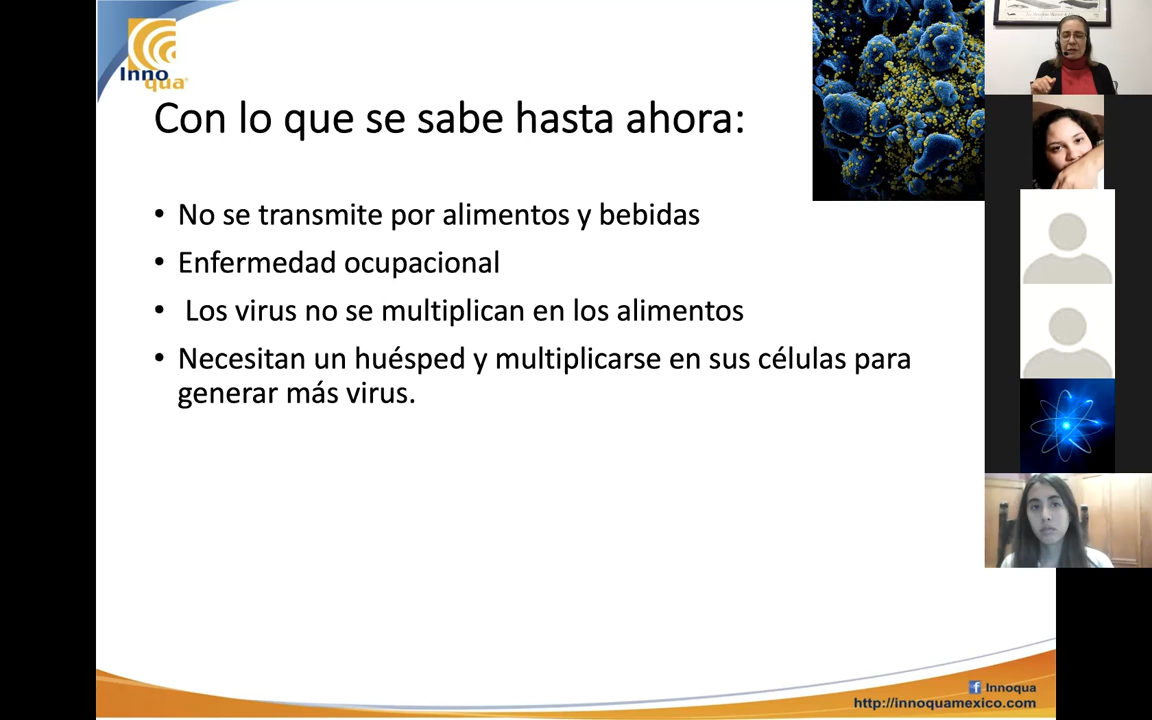 Inno
qua®
Con lo que se sabe hasta ahora:
• No se transmite por alimentos y bebidas
• Enfermedad ocupacional
• Los virus no se multiplican en los alimentos
• Necesitan un huésped y multiplicarse en sus células para
generar más virus.
Innoqua
http://innoquamexico.com